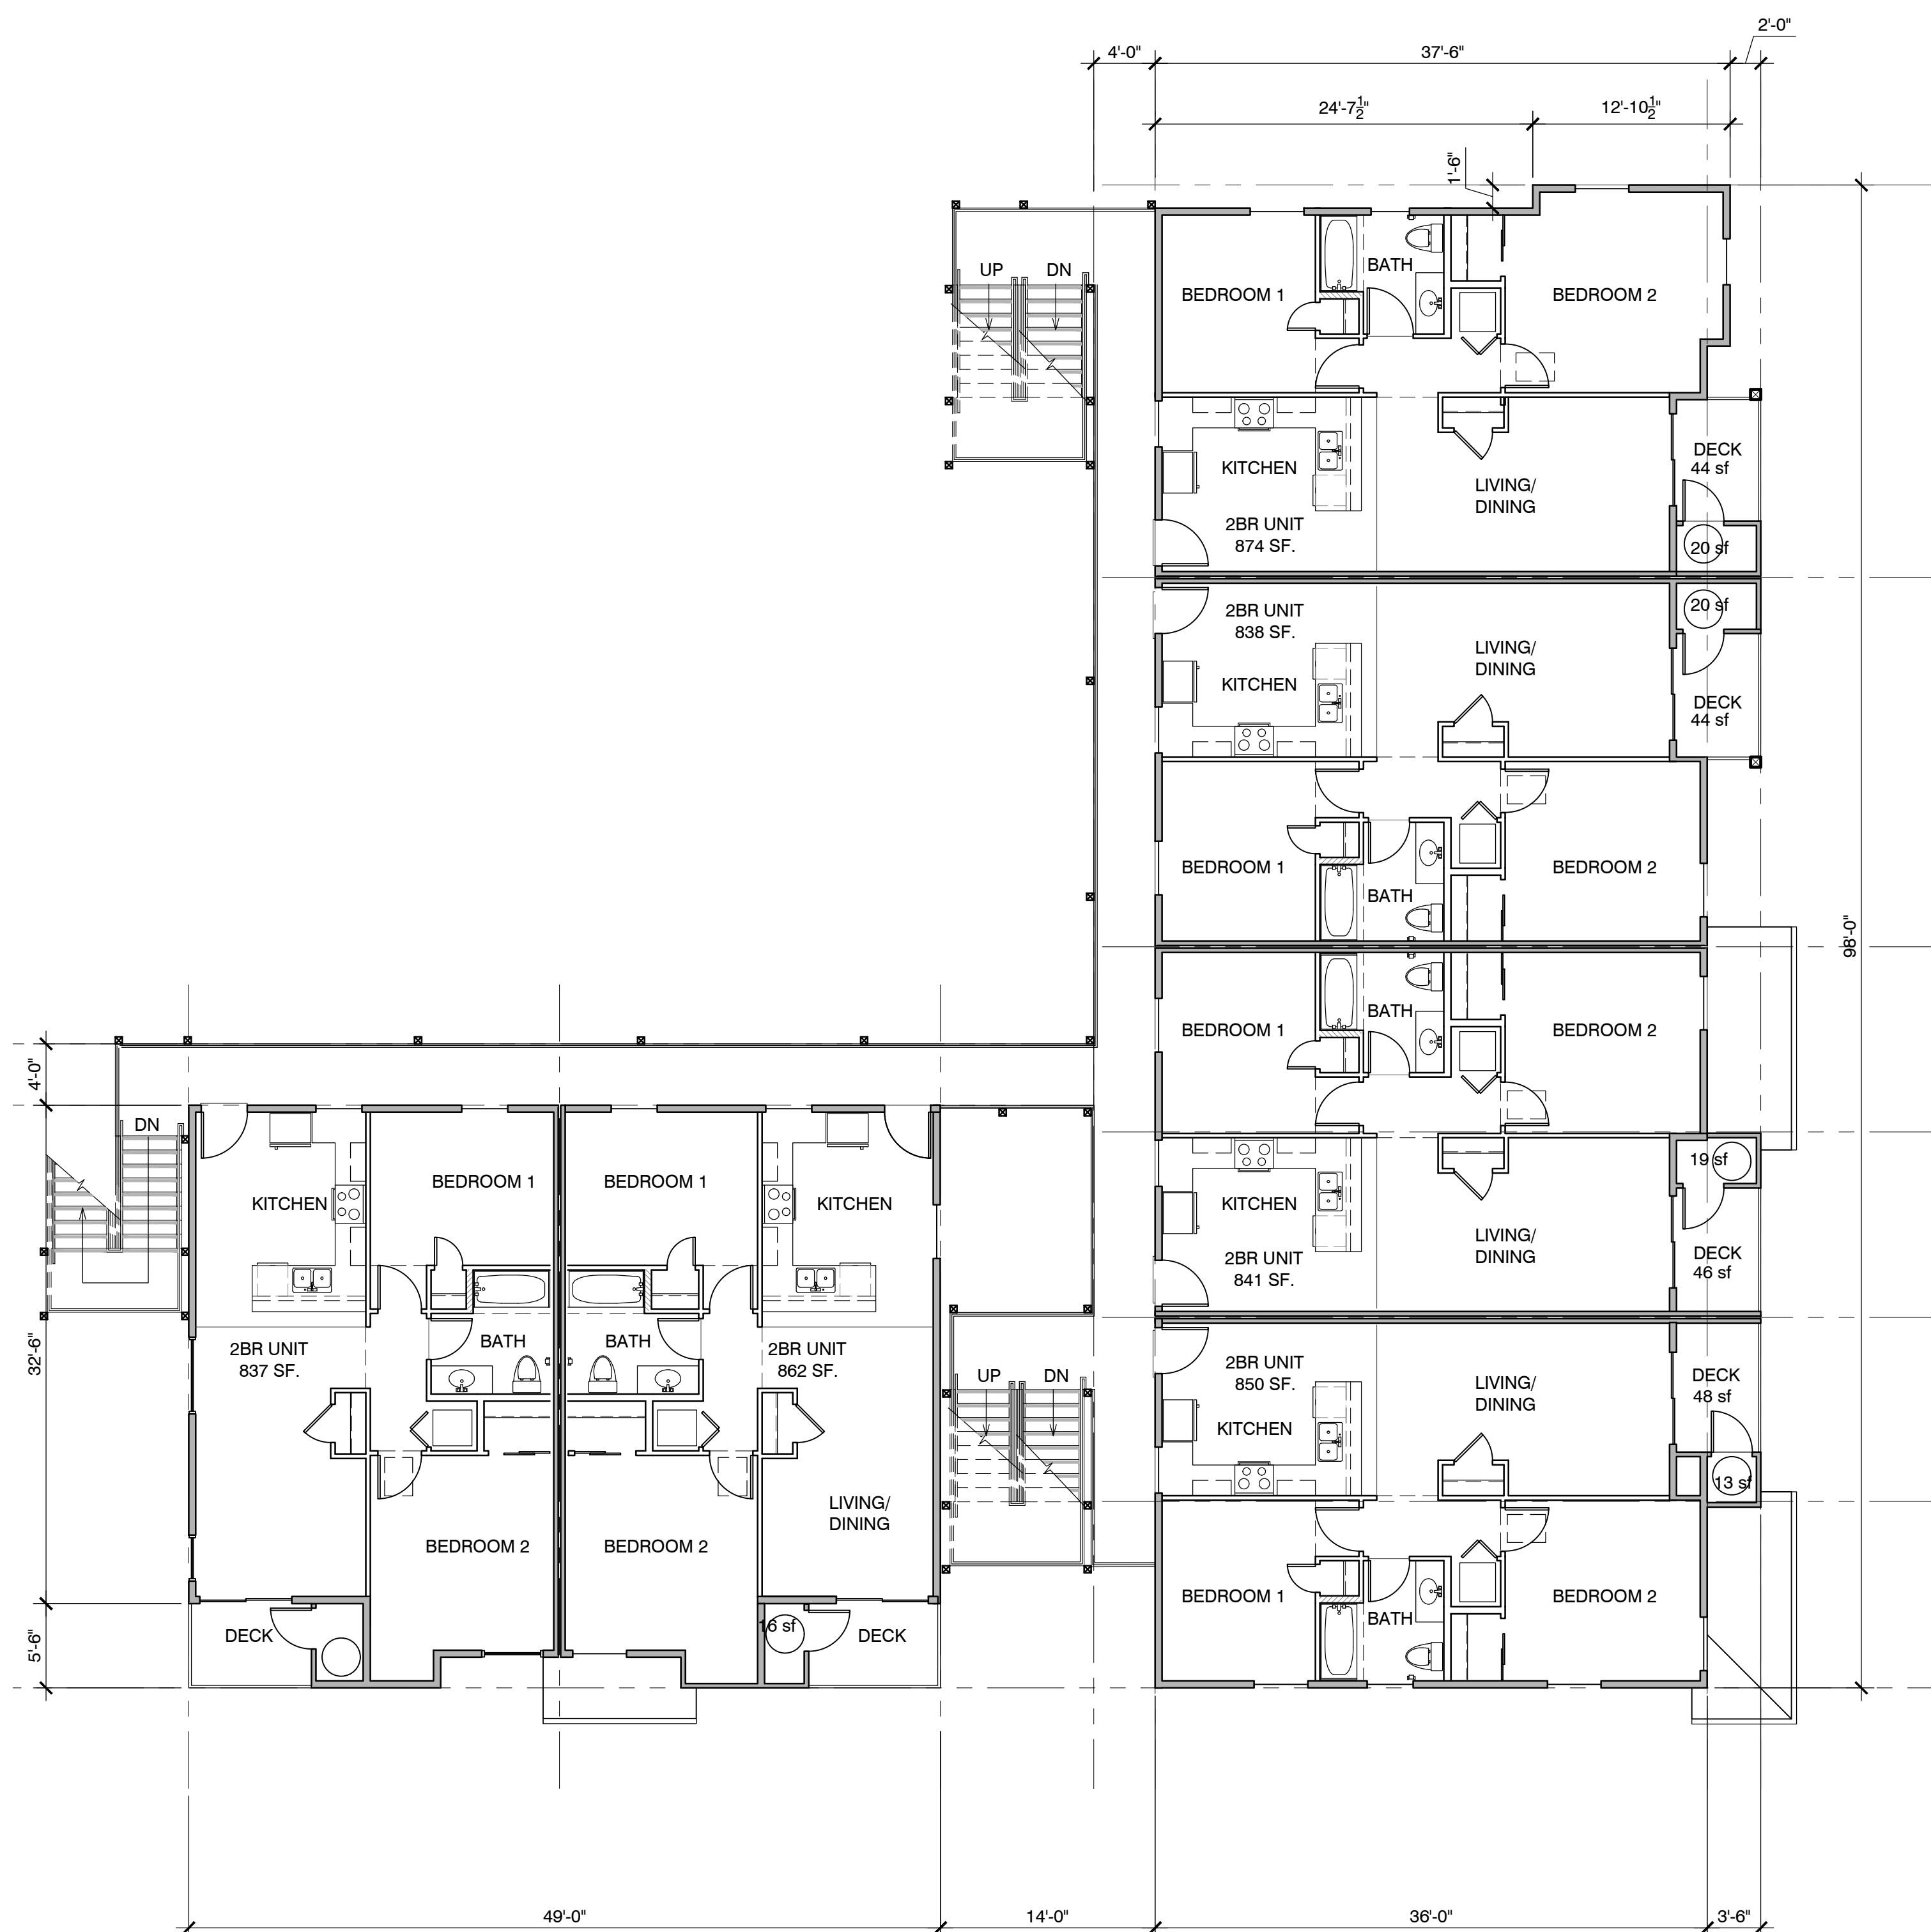 2'-0"
4'-0"
37'-6"
24'-7½"
12'-10½"
1'-6"
UP
DN
BATH
BEDROOM 1
BEDROOM 2
KITCHEN
LIVING/
DINING
DECK
44 sf
2BR UNIT
874 SF.
20 sf
20 sf
2BR UNIT
838 SF.
LIVING/
DINING
KITCHEN
DECK
44 sf
BEDROOM 1
BEDROOM 2
BATH
98'-0"
BATH
BEDROOM 1
BEDROOM 2
4'-0"
DN
KITCHEN
BEDROOM 1
BEDROOM 1
KITCHEN
19 sf
KITCHEN
LIVING/
DINING
2BR UNIT
841 SF.
DECK
46 sf
32'-6"
2BR UNIT
837 SF.
BATH
BATH
2BR UNIT
862 SF.
UP
DN
2BR UNIT
850 SF.
KITCHEN
LIVING/
DINING
DECK
48 sf
13 sf
LIVING/
DINING
BEDROOM 2
BEDROOM 2
BEDROOM 1
BATH
BEDROOM 2
5'-6"
DECK
16 sf
DECK
49'-0"
14'-0"
36'-0"
3'-6"